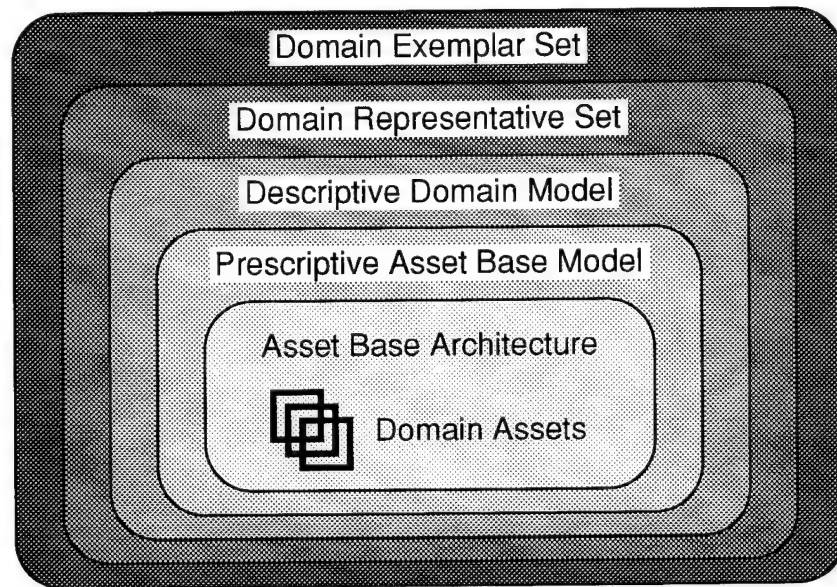 Domain Exemplar Set
Domain Representative Set
Descriptive Domain Model
Prescriptive Asset Base Model
Asset Base Architecture
Domain Assets